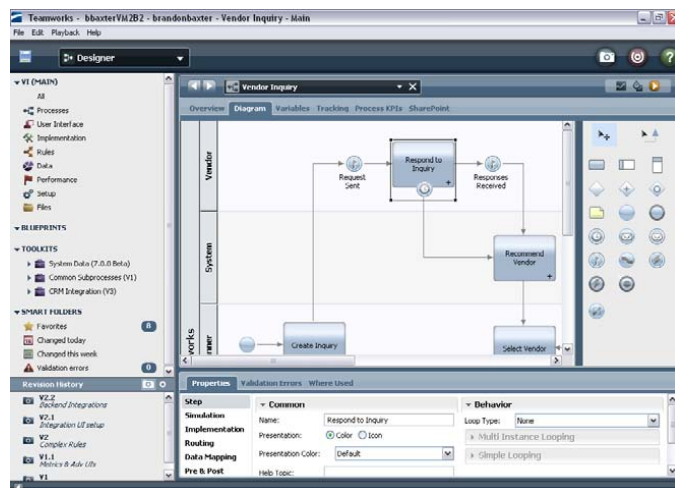 Teamworks - bbaxterVM2B2 - brandonbaxter - Vendor Inquiry - Main
File Edit Playback Help
Designer
VI (MAIN)
All
Processes
User Interface
Implementation
Rules
Data
Performance
Setup
Files
BLUEPRINTS
TOOLKITS
System Data (7.0.0 Beta)
Common Subprocesses (V1)
CRM Integration (V3)
SMART FOLDERS
Favorites 8
Changed today
Changed this week
Validation errors 0
Revision History
V2.2
Backend Integrations
V2.1
Integration UI setup
V2
Complex Rules
V1.1
Metrics & Adv UIs
V1
Vendor Inquiry
Overview Diagram Variables Tracking Process KPIs SharePoint
Vendor
Request
Sent
Respond to
Inquiry
Responses
Received
System
Recommend
Vendor
Create Inquiry
Select Vendor
Properties Validation Errors Where Used
Step
Simulation
Implementation
Routing
Data Mapping
Pre & Post
Common
Name: Respond to Inquiry
Presentation: Color Icon
Presentation Color: Default
Help Topic:
Behavior
Loop Type: None
Multi Instance Looping
Simple Looping